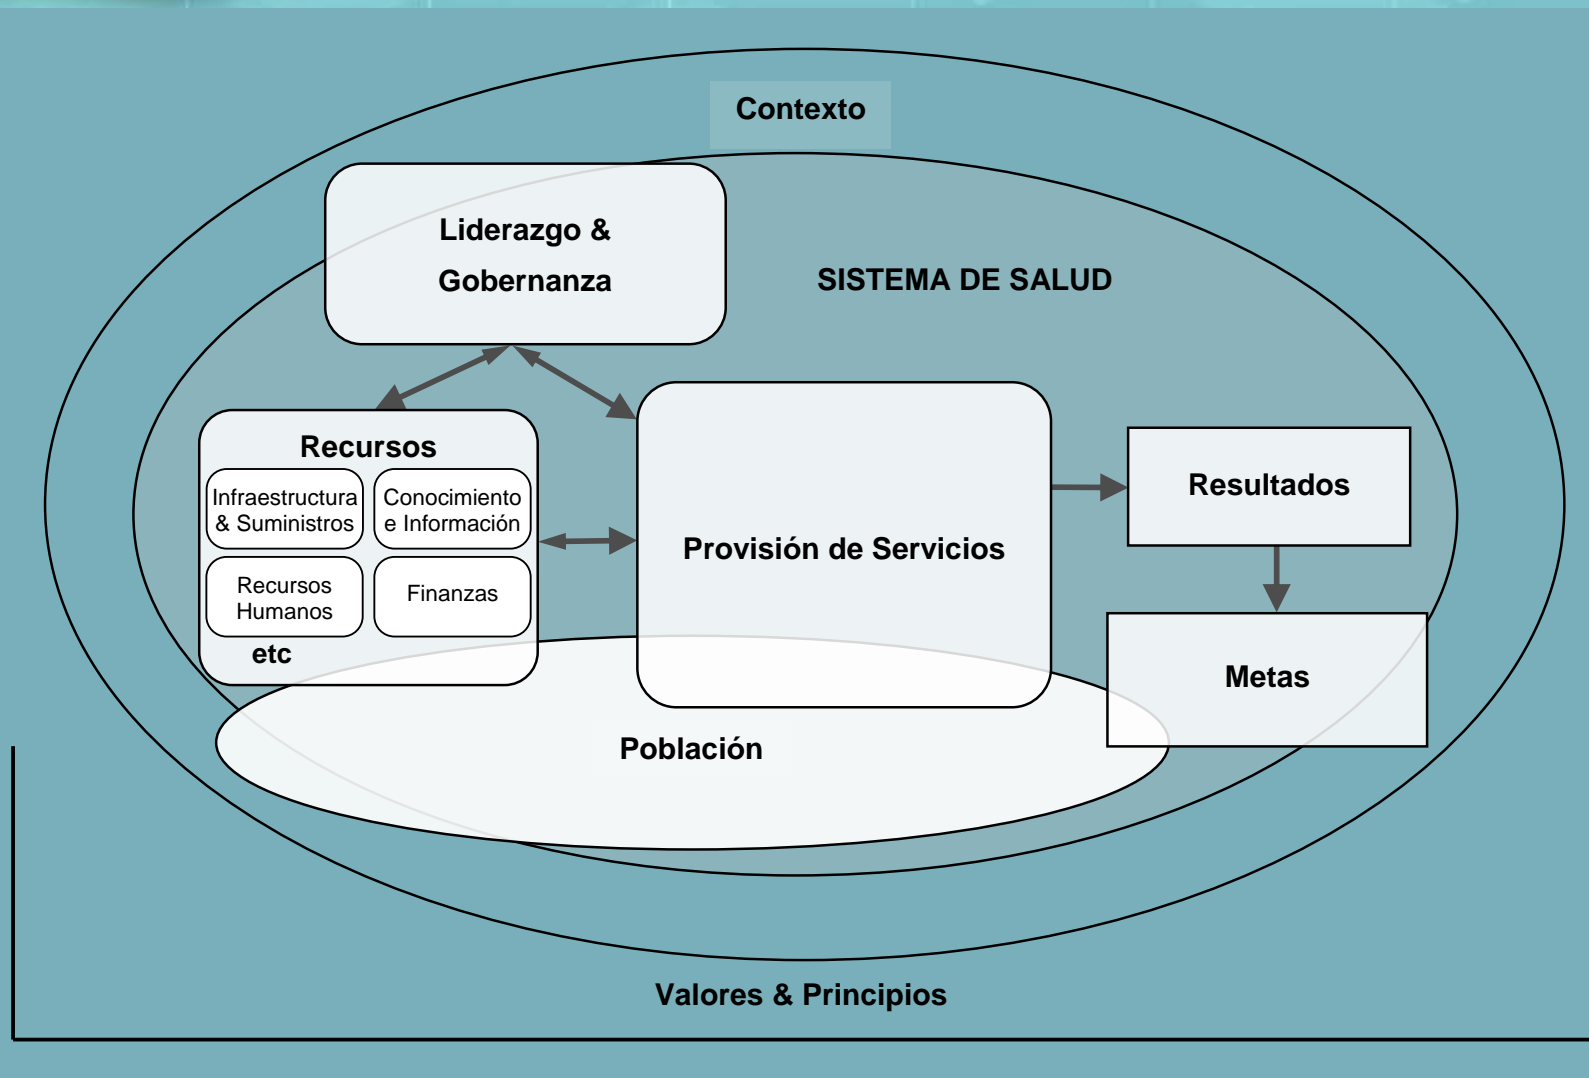 Contexto
Liderazgo &
Gobernanza
SISTEMA DE SALUD
Recursos
Infraestructura
& Suministros
Conocimiento
e Información
Recursos
Humanos
Finanzas
etc
Provisión de Servicios
Resultados
Metas
Población
Valores & Principios